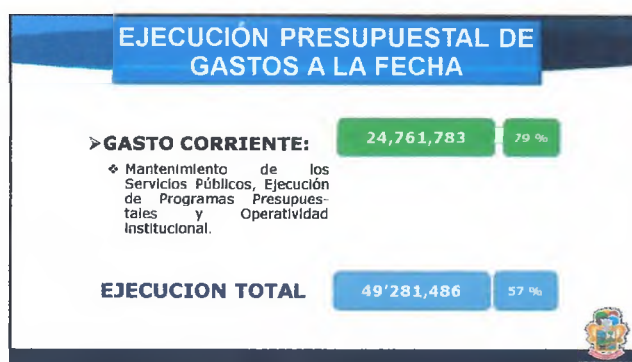 EJECUCIÓN PRESUPUESTAL DE
GASTOS A LA FECHA
➢GASTO CORRIENTE:
24,761,783
79 %
❖ Mantenimiento de los
Servicios Públicos, Ejecución
de Programas Presupues-
tales y Operatividad
Institucional.
EJECUCION TOTAL
49'281,486
57 %